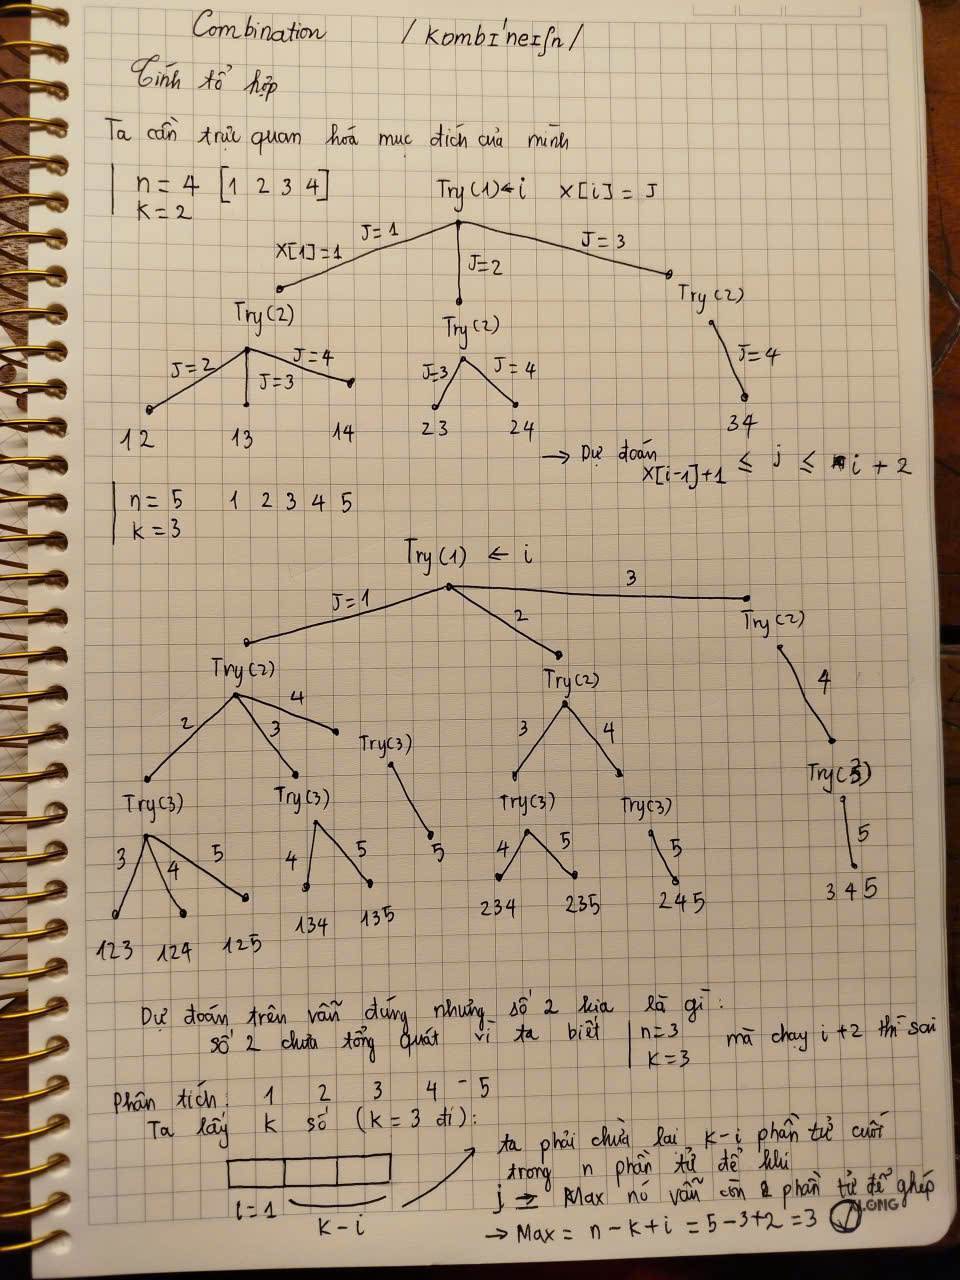 Combination /kombɪ'neɪʃn/
Tính tổ hợp
Ta cần trực quan hoá mục đích của mình
n = 4 [1 2 3 4]
k = 2
Try(1) ← i X[i] = J
X[1]=1 J=1 J=2 J=3
Try(2) Try(2) Try(2)
J=2 J=3 J=4 J=3 J=4 J=4
12 13 14 23 24 34
→ Dự đoán X[i-1]+1 ≤ j ≤ i + 2
n = 5 1 2 3 4 5
k = 3
Try(1) ← i
J=1 2 3
Try(2) Try(2) Try(2)
2 3 4 3 4 4
Try(3) Try(3) Try(3) Try(3) Try(3) Try(3)
3 4 5 4 5 5 4 5 5 5
123 124 125 134 135 234 235 245 345
Dự đoán trên vẫn đúng nhưng số 2 kia là gì:
số 2 chưa tổng quát vì ta biết n=3 k=3 mà chạy i+2 thì sai
Phân tích: 1 2 3 4 - 5
Ta lấy k số (k = 3 đi):
i=1 k-i
ta phải chừa lại k-i phần tử cuối
trong n phần tử để khi
j = Max nó vẫn còn 2 phần tử để ghép
→ Max = n - k + i = 5 - 3 + 2 = 3